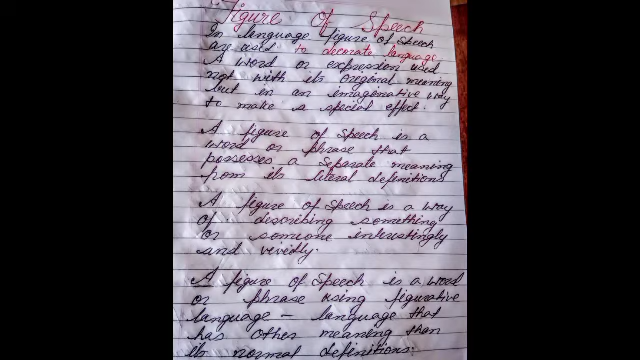 Figure Of Speech
In language figure of speech
are used to decorate language
A word or expression used
not with its oregenal meaning
but in an imagenative way
to make a special effect.
A figure of speech is a
word or phrase that
possesses a separate meaning
from its literal definitions
A figure of speech is a way
of describing something
or someone interestingly
and vividly.
A figure of speech is a word
or phrase using figurative
language – language that
has other meaning than
its normal definitions.